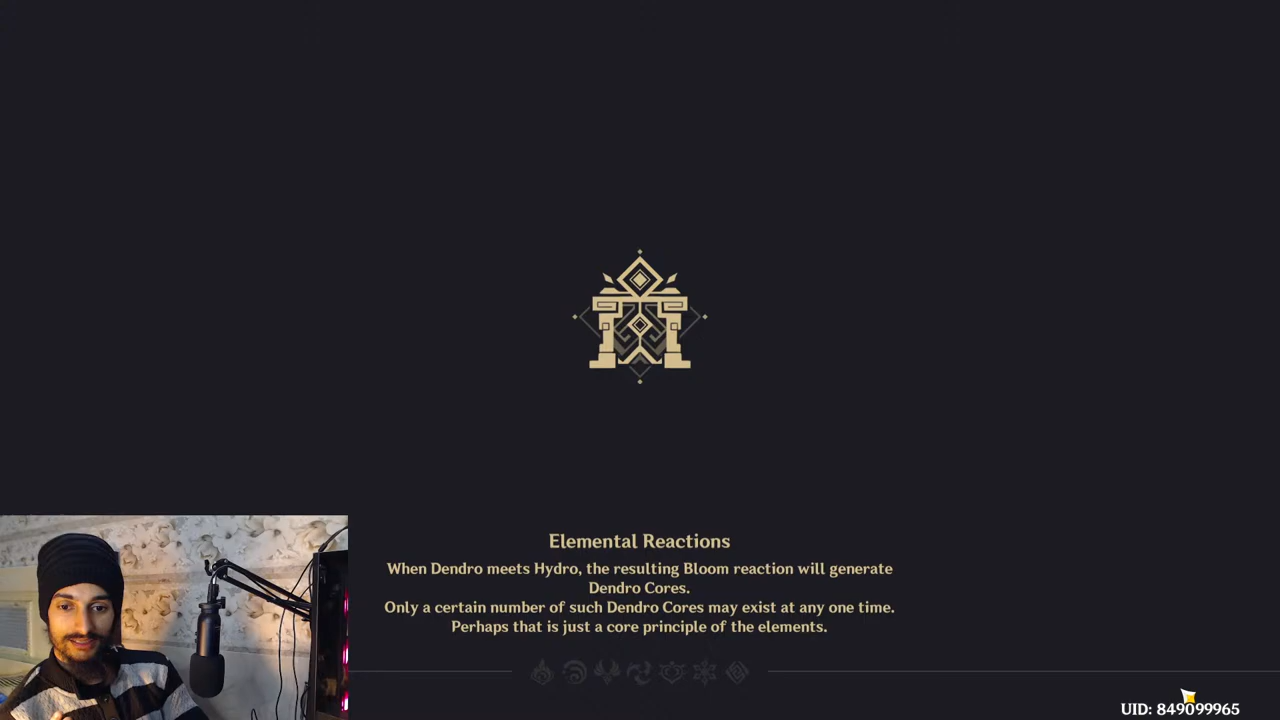 Elemental Reactions
When Dendro meets Hydro, the resulting Bloom reaction will generate
Dendro Cores.
Only a certain number of such Dendro Cores may exist at any one time.
Perhaps that is just a core principle of the elements.
UID: 849099965